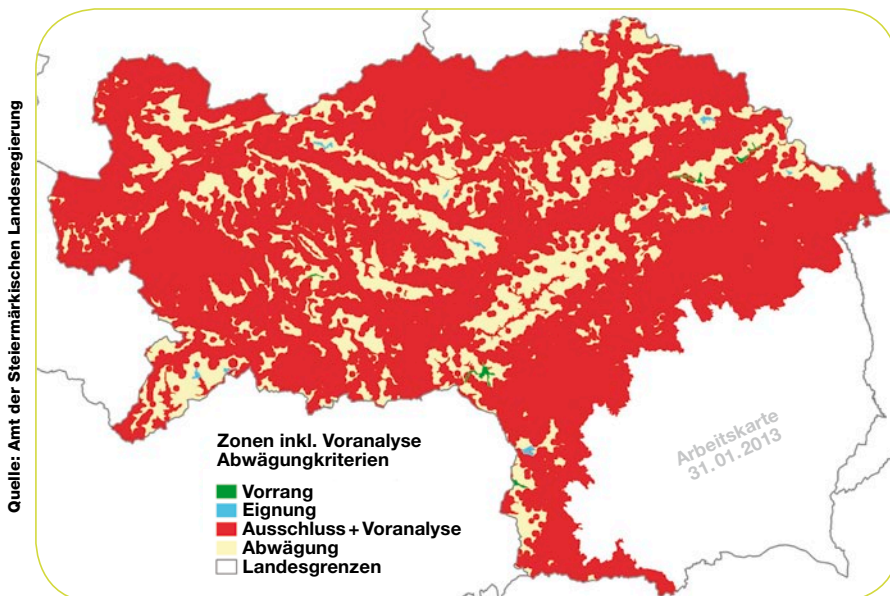 Quelle: Amt der Steiermärkischen Landesregierung
Arbeitskarte
31.01.2013
Zonen inkl. Voranalyse
Abwägungkriterien
Vorrang
Eignung
Ausschluss + Voranalyse
Abwägung
Landesgrenzen